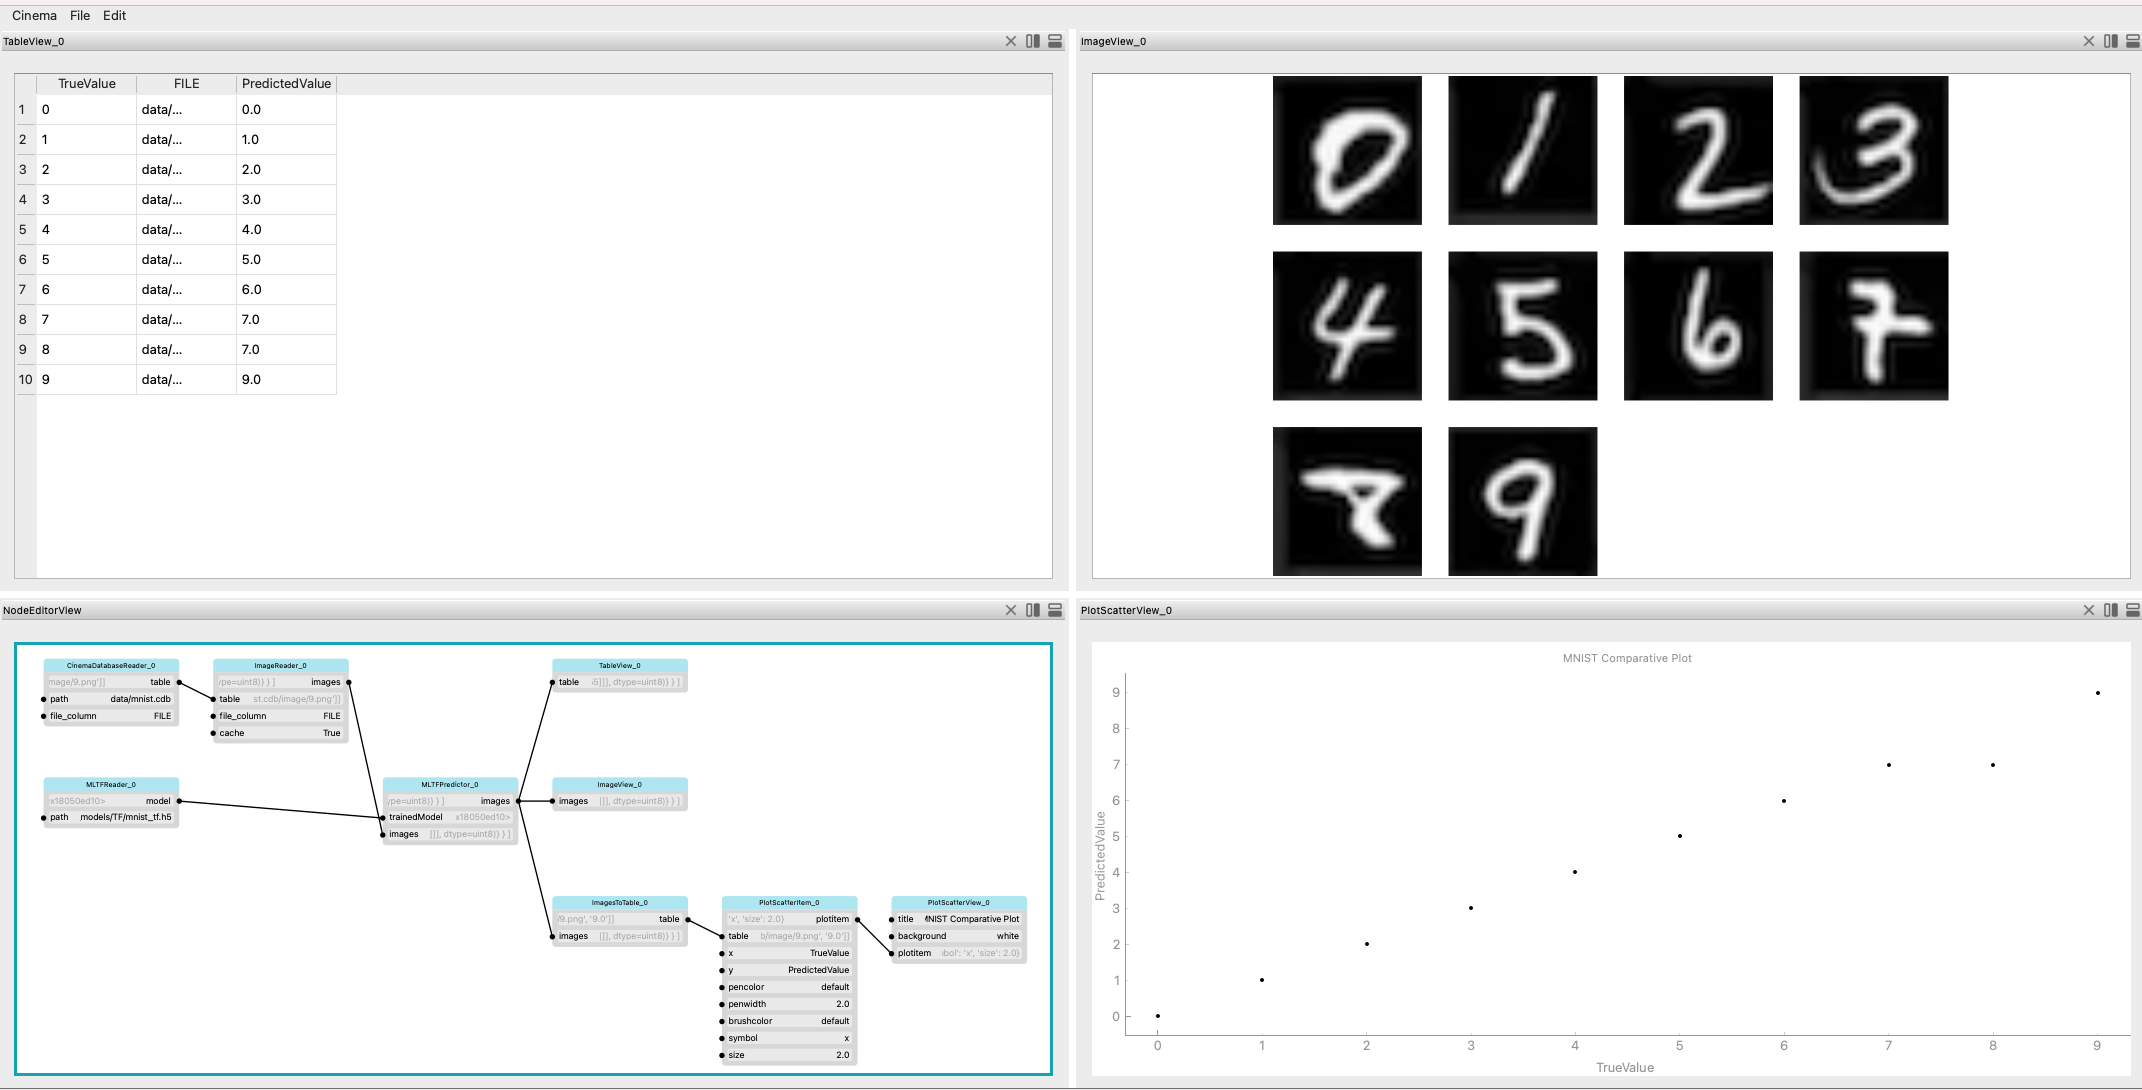 Cinema File Edit
TableView_0
TrueValue FILE PredictedValue
1 0 data/... 0.0
2 1 data/... 1.0
3 2 data/... 2.0
4 3 data/... 3.0
5 4 data/... 4.0
6 5 data/... 5.0
7 6 data/... 6.0
8 7 data/... 7.0
9 8 data/... 7.0
10 9 data/... 9.0
ImageView_0
0 1 2 3
4 5 6 7
8 9
NodeEditorView
CinemaDatabaseReader_0
mage/9.png']] table
path data/mnist.cdb
file_column FILE
ImageReader_0
ype=uint8)} } ] images
table st.cdb/image/9.png']]
file_column FILE
cache True
TableView_0
table ·5]]], dtype=uint8)} } ]
MLTFReader_0
x18050ed10> model
path models/TF/mnist_tf.h5
MLTFPredictor_0
ype=uint8)} } ] images
trainedModel x18050ed10>
images ]]], dtype=uint8)} } ]
ImageView_0
images ]]], dtype=uint8)} } ]
ImagesToTable_0
/9.png', '9.0']] table
images ]]], dtype=uint8)} } ]
PlotScatterItem_0
'x', 'size': 2.0} plotitem
table b/image/9.png', '9.0']]
x TrueValue
y PredictedValue
pencolor default
penwidth 2.0
brushcolor default
symbol x
size 2.0
PlotScatterView_0
title MNIST Comparative Plot
background white
plotitem bol': 'x', 'size': 2.0}
PlotScatterView_0
MNIST Comparative Plot
9
8
7
6
5
4
3
2
1
0
PredictedValue
0 1 2 3 4 5 6 7 8 9
TrueValue